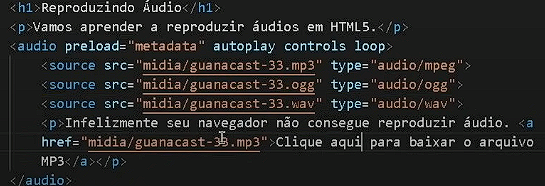 <h1>Reproduzindo Áudio</h1>
<p>Vamos aprender a reproduzir áudios em HTML5.</p>
<audio preload="metadata" autoplay controls loop>
<source src="midia/guanacast-33.mp3" type="audio/mpeg">
<source src="midia/guanacast-33.ogg" type="audio/ogg">
<source src="midia/guanacast-33.wav" type="audio/wav">
<p>Infelizmente seu navegador não consegue reproduzir áudio. <a
href="midia/guanacast-33.mp3">Clique aqui para baixar o arquivo
MP3</a></p>
</audio>